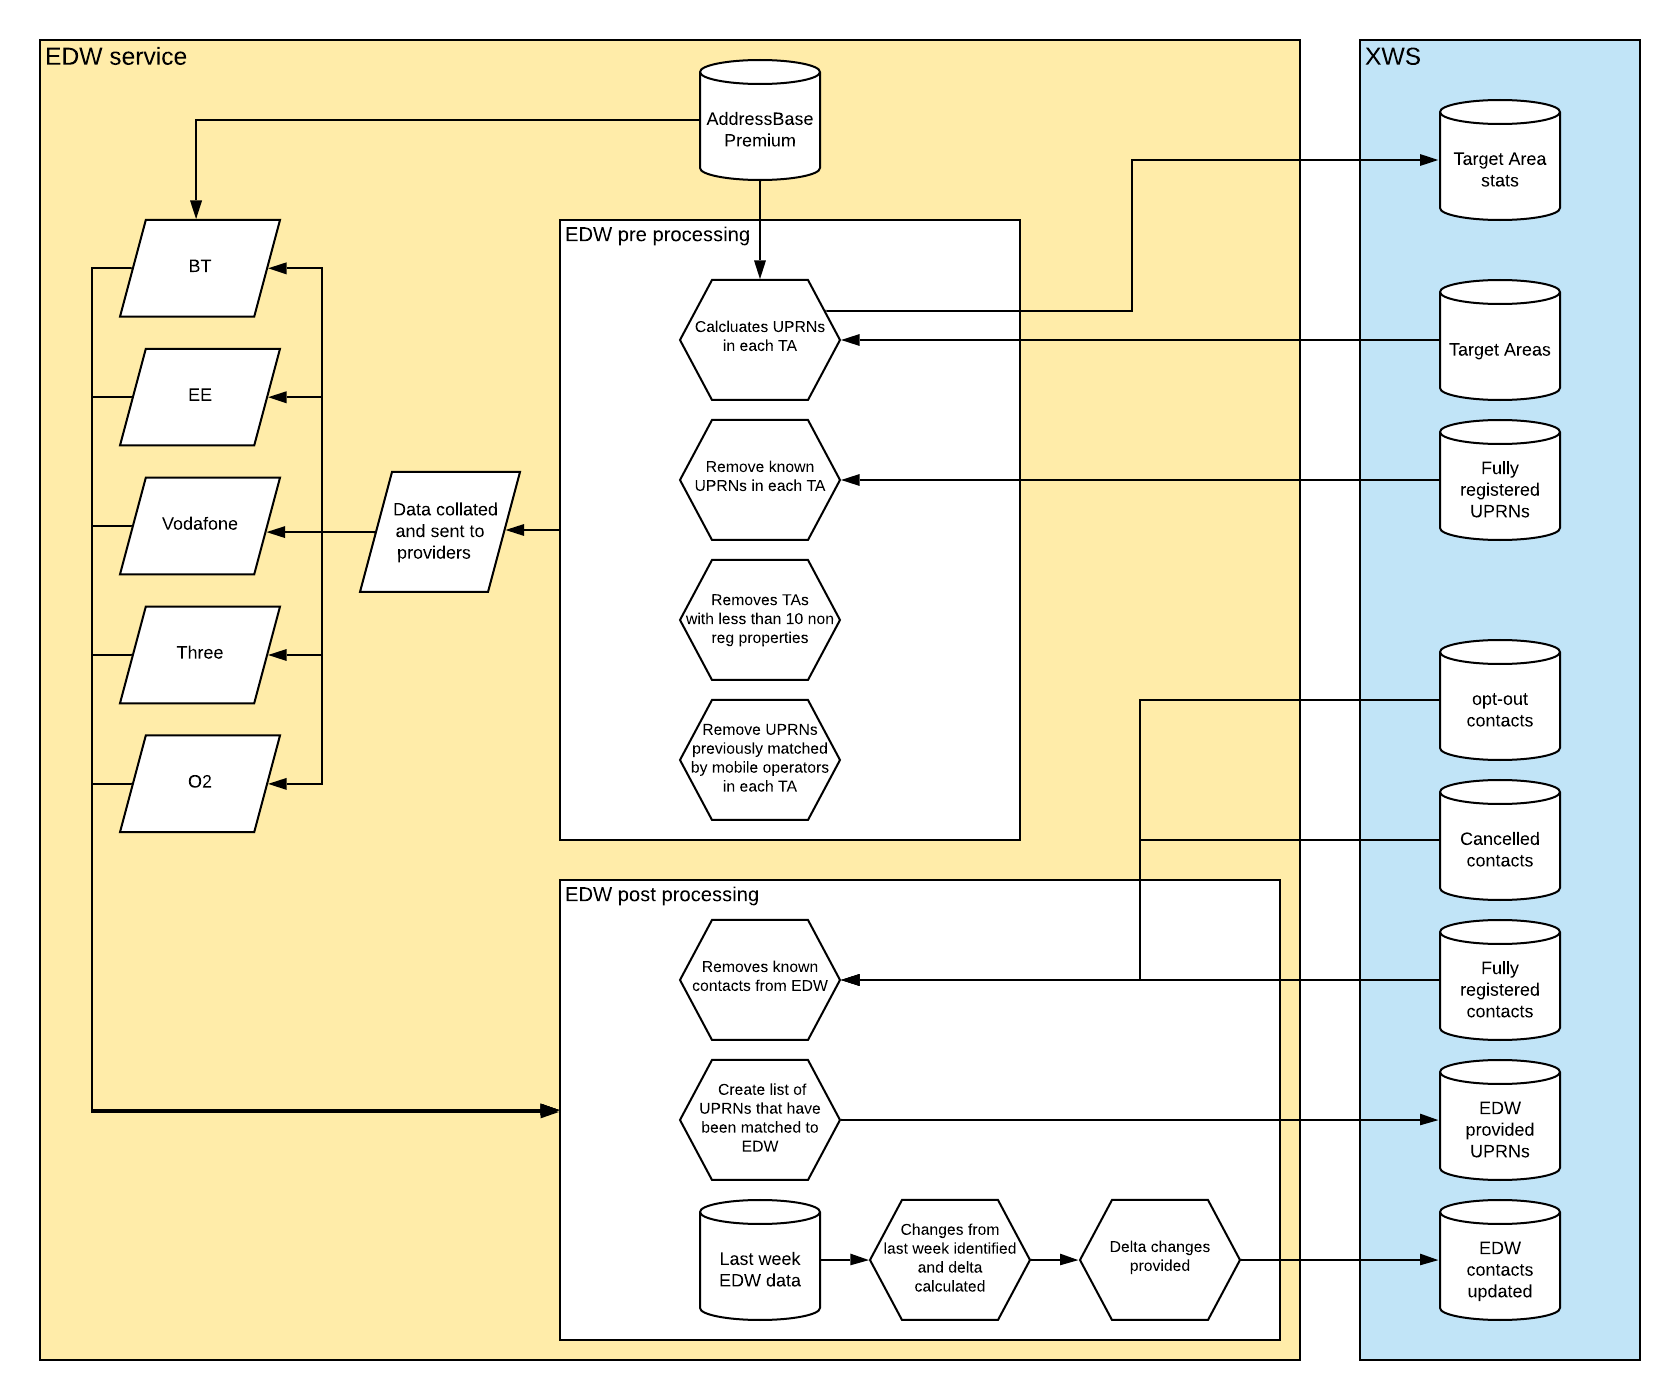 EDW service
XWS
AddressBase
Premium
Target Area
stats
EDW pre processing
BT
Calcluates UPRNs
in each TA
Target Areas
EE
Remove known
UPRNs in each TA
Fully
registered
UPRNs
Vodafone
Data collated
and sent to
providers
Removes TAs
with less than 10 non
reg properties
Three
opt-out
contacts
Remove UPRNs
previously matched
by mobile operators
in each TA
O2
Cancelled
contacts
EDW post processing
Removes known
contacts from EDW
Fully
registered
contacts
Create list of
UPRNs that have
been matched to
EDW
EDW
provided
UPRNs
Last week
EDW data
Changes from
last week identified
and delta
calculated
Delta changes
provided
EDW
contacts
updated